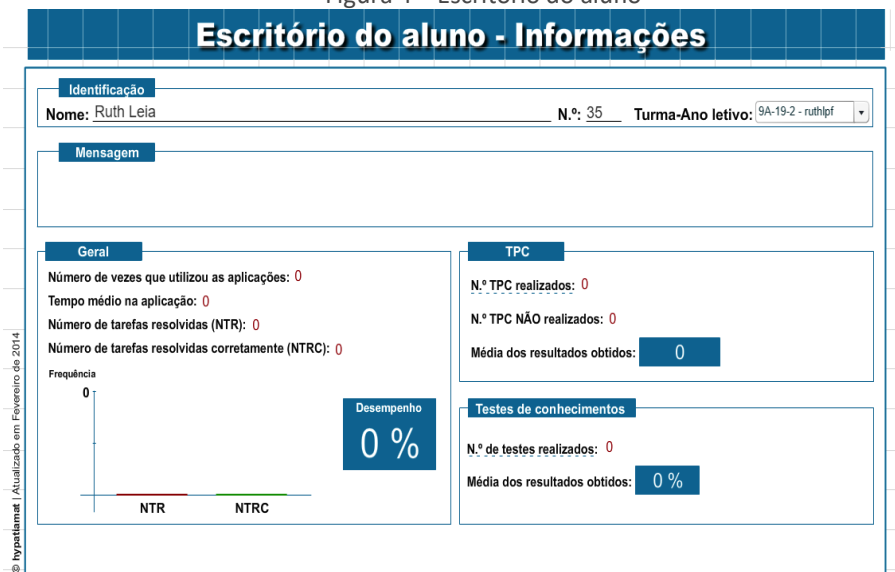 Escritório do aluno - Informações
Identificação
Nome: Ruth Leia N.º: 35 Turma-Ano letivo: 9A-19-2 - ruthlpf
Mensagem
Geral
Número de vezes que utilizou as aplicações: 0
Tempo médio na aplicação: 0
Número de tarefas resolvidas (NTR): 0
Número de tarefas resolvidas corretamente (NTRC): 0
Frequência
0
Desempenho
0 %
NTR NTRC
TPC
N.º TPC realizados: 0
N.º TPC NÃO realizados: 0
Média dos resultados obtidos: 0
Testes de conhecimentos
N.º de testes realizados: 0
Média dos resultados obtidos: 0 %
© hypatiamat | Atualizado em Fevereiro de 2014